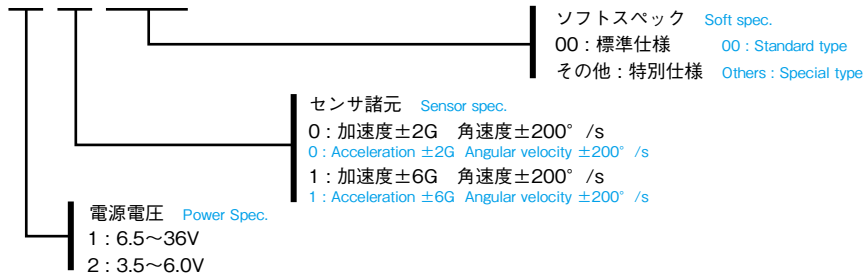 ソフトスペック Soft spec.
00：標準仕様 00 : Standard type
その他：特別仕様 Others : Special type
センサ諸元 Sensor spec.
0：加速度±2G 角速度±200° /s
0 : Acceleration ±2G Angular velocity ±200° /s
1：加速度±6G 角速度±200° /s
1 : Acceleration ±6G Angular velocity ±200° /s
電源電圧 Power Spec.
1：6.5～36V
2：3.5～6.0V